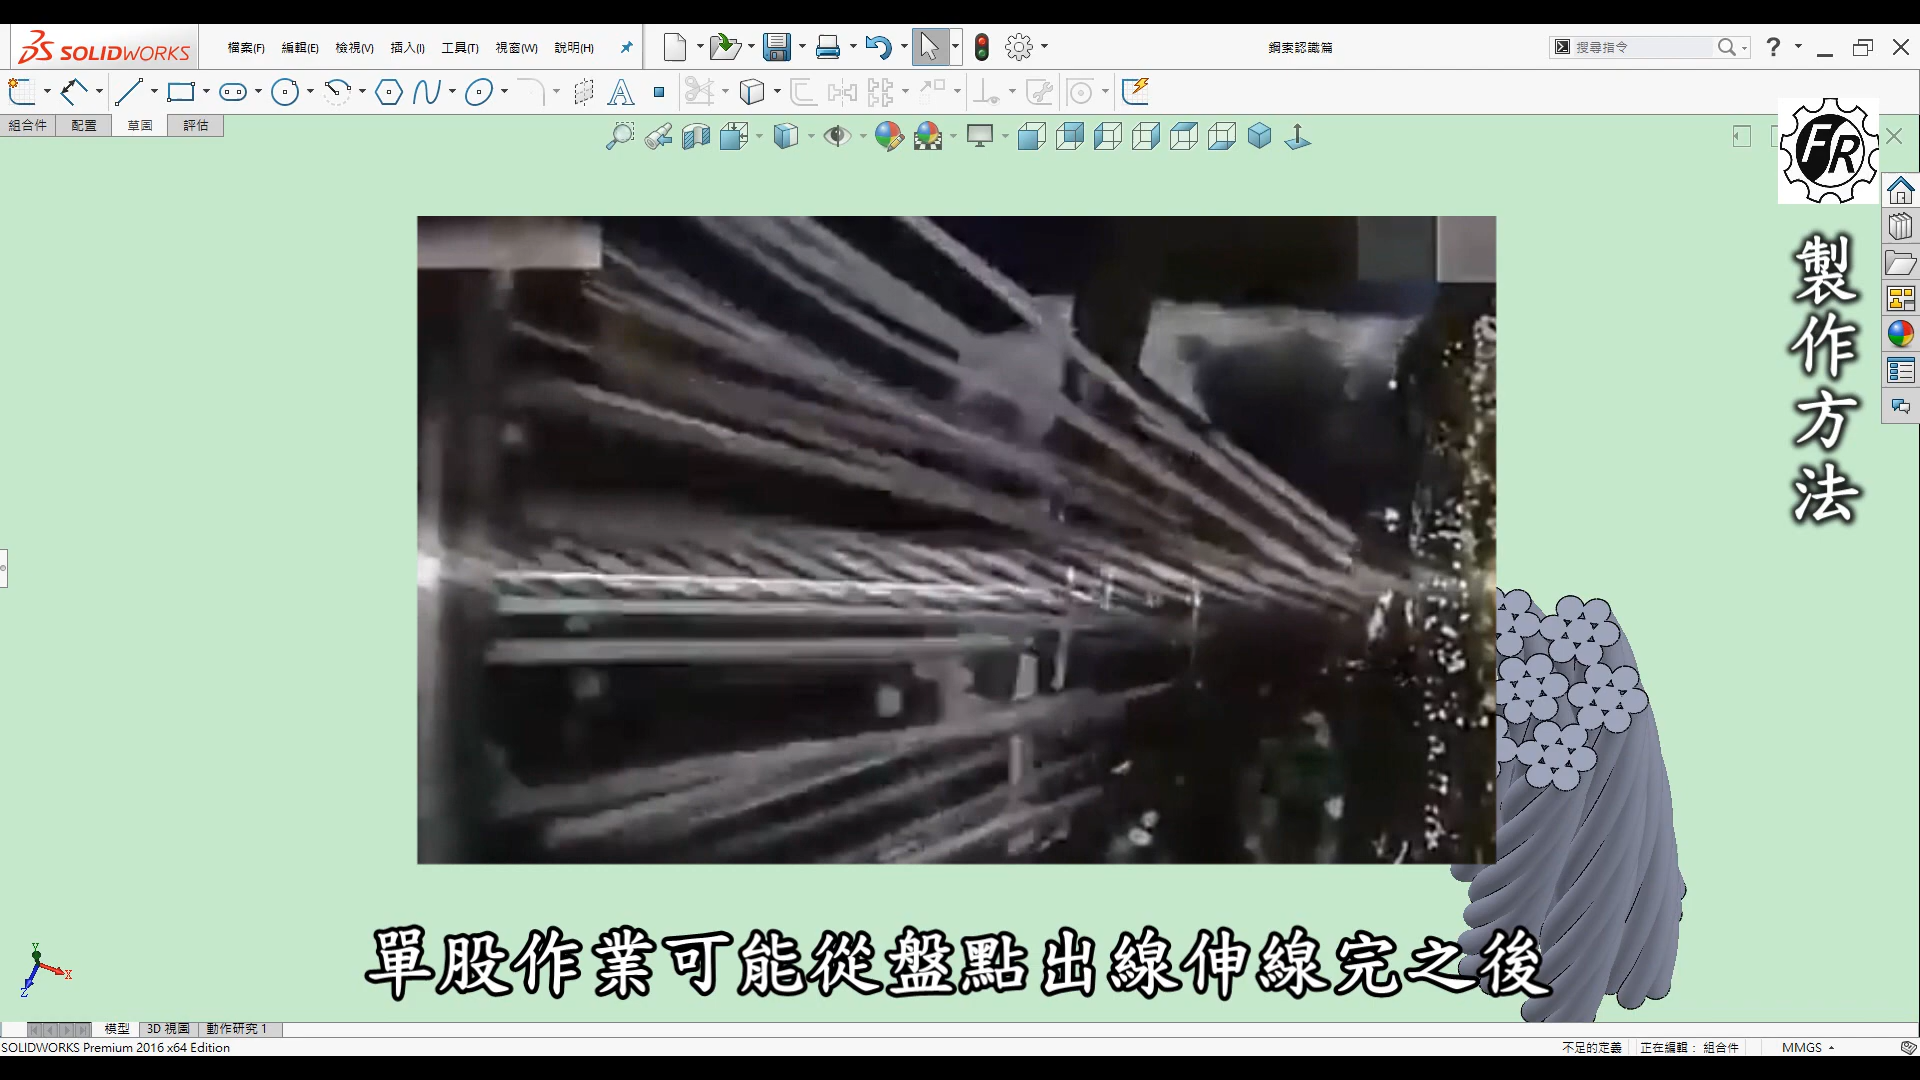 SOLIDWORKS
檔案(F) 編輯(E) 檢視(V) 插入(I) 工具(T) 視窗(W) 說明(H)
鋼索認識篇
搜尋指令
組合件 配置 草圖 評估
FR
製作方法
單股作業可能從盤點出線伸線完之後
Y
X
Z
模型 3D 視圖 動作研究 1
SOLIDWORKS Premium 2016 x64 Edition
不足的定義 正在編輯： 組合件 MMGS